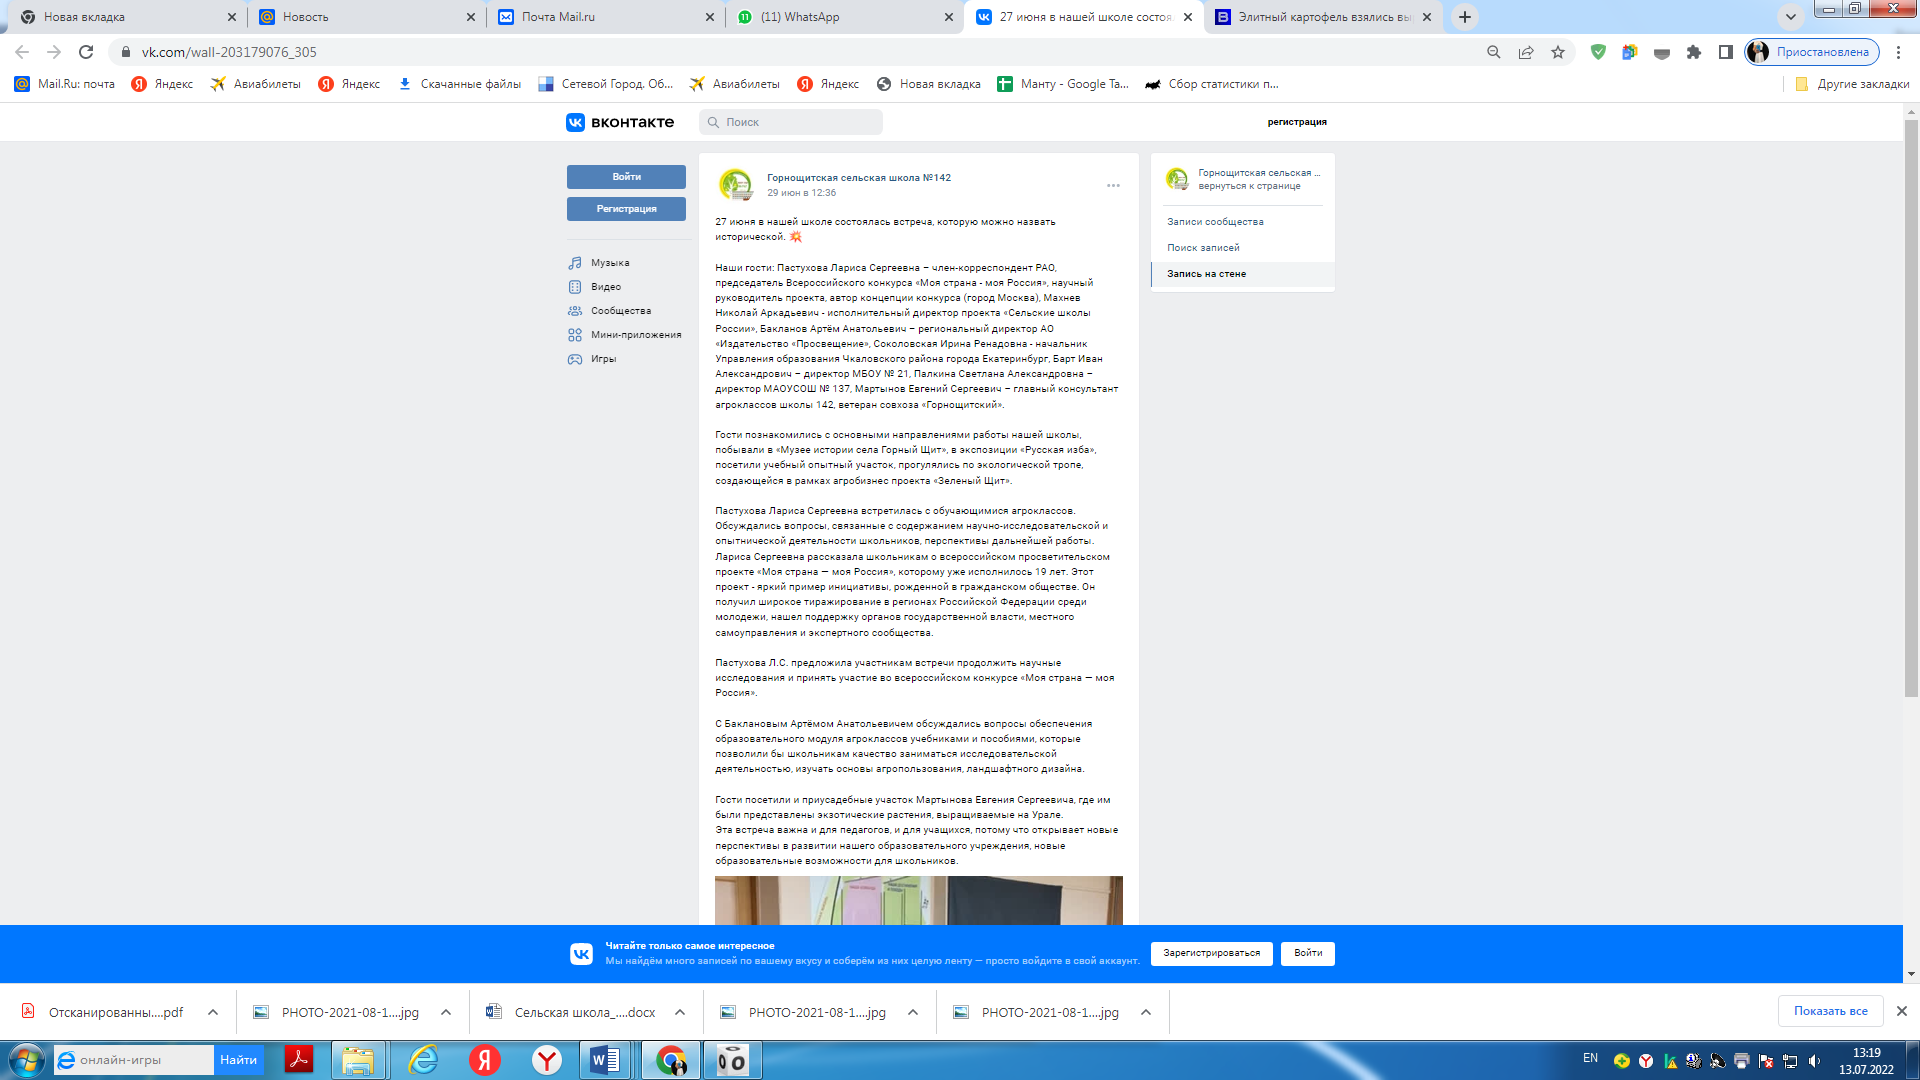 Новая вкладка
Новость
Почта Mail.ru
(11) WhatsApp
27 июня в нашей школе состоя
Элитный картофель взялись вы
vk.com/wall-203179076_305
Приостановлена
Mail.Ru: почта
Яндекс
Авиабилеты
Яндекс
Скачанные файлы
Сетевой Город. Об...
Авиабилеты
Яндекс
Новая вкладка
Манту - Google Та...
Сбор статистики п...
Другие закладки
вконтакте
Поиск
регистрация
Войти
Регистрация
Музыка
Видео
Сообщества
Мини-приложения
Игры
Горнощитская сельская школа №142
29 июн в 12:36
27 июня в нашей школе состоялась встреча, которую можно назвать
исторической. 💥
Наши гости: Пастухова Лариса Сергеевна – член-корреспондент РАО,
председатель Всероссийского конкурса «Моя страна - моя Россия», научный
руководитель проекта, автор концепции конкурса (город Москва), Махнев
Николай Аркадьевич - исполнительный директор проекта «Сельские школы
России», Бакланов Артём Анатольевич – региональный директор АО
«Издательство «Просвещение», Соколовская Ирина Ренадовна - начальник
Управления образования Чкаловского района города Екатеринбург, Барт Иван
Александрович – директор МБОУ № 21, Палкина Светлана Александровна –
директор МАОУСОШ № 137, Мартынов Евгений Сергеевич – главный консультант
агроклассов школы 142, ветеран совхоза «Горнощитский».
Гости познакомились с основными направлениями работы нашей школы,
побывали в «Музее истории села Горный Щит», в экспозиции «Русская изба»,
посетили учебный опытный участок, прогулялись по экологической тропе,
создающейся в рамках агробизнес проекта «Зеленый Щит».
Пастухова Лариса Сергеевна встретилась с обучающимися агроклассов.
Обсуждались вопросы, связанные с содержанием научно-исследовательской и
опытнической деятельности школьников, перспективы дальнейшей работы.
Лариса Сергеевна рассказала школьникам о всероссийском просветительском
проекте «Моя страна — моя Россия», которому уже исполнилось 19 лет. Этот
проект - яркий пример инициативы, рожденной в гражданском обществе. Он
получил широкое тиражирование в регионах Российской Федерации среди
молодежи, нашел поддержку органов государственной власти, местного
самоуправления и экспертного сообщества.
Пастухова Л.С. предложила участникам встречи продолжить научные
исследования и принять участие во всероссийском конкурсе «Моя страна — моя
Россия».
С Баклановым Артёмом Анатольевичем обсуждались вопросы обеспечения
образовательного модуля агроклассов учебниками и пособиями, которые
позволили бы школьникам качество заниматься исследовательской
деятельностью, изучать основы агропользования, ландшафтного дизайна.
Гости посетили и приусадебные участок Мартынова Евгения Сергеевича, где им
были представлены экзотические растения, выращиваемые на Урале.
Эта встреча важна и для педагогов, и для учащихся, потому что открывает новые
перспективы в развитии нашего образовательного учреждения, новые
образовательные возможности для школьников.
Горнощитская сельская ...
вернуться к странице
Записи сообщества
Поиск записей
Запись на стене
Читайте только самое интересное
Мы найдём много записей по вашему вкусу и соберём из них целую ленту — просто войдите в свой аккаунт.
Зарегистрироваться
Войти
Отсканированны....pdf
PHOTO-2021-08-1....jpg
Сельская школа_....docx
PHOTO-2021-08-1....jpg
PHOTO-2021-08-1....jpg
Показать все
онлайн-игры
Найти
EN
13:19
13.07.2022